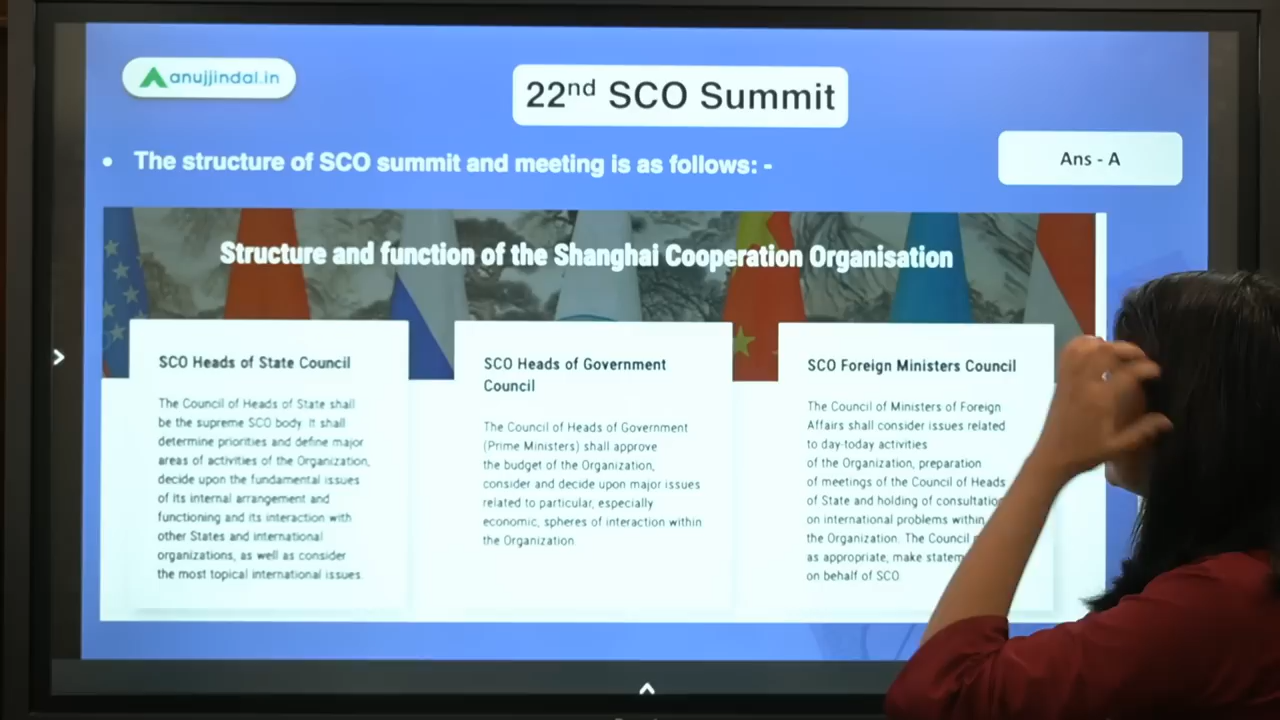 anujjindal.in
22nd SCO Summit
• The structure of SCO summit and meeting is as follows: -
Ans - A
Structure and function of the Shanghai Cooperation Organisation
SCO Heads of State Council
The Council of Heads of State shall
be the supreme SCO body. It shall
determine priorities and define major
areas of activities of the Organization,
decide upon the fundamental issues
of its internal arrangement and
functioning and its interaction with
other States and international
organizations, as well as consider
the most topical international issues.
SCO Heads of Government
Council
The Council of Heads of Government
(Prime Ministers) shall approve
the budget of the Organization,
consider and decide upon major issues
related to particular, especially
economic, spheres of interaction within
the Organization.
SCO Foreign Ministers Council
The Council of Ministers of Foreign
Affairs shall consider issues related
to day-today activities
of the Organization, preparation
of meetings of the Council of Heads
of State and holding of
on international problems within
the Organization. The Council
as appropriate, make
on behalf of SCO.